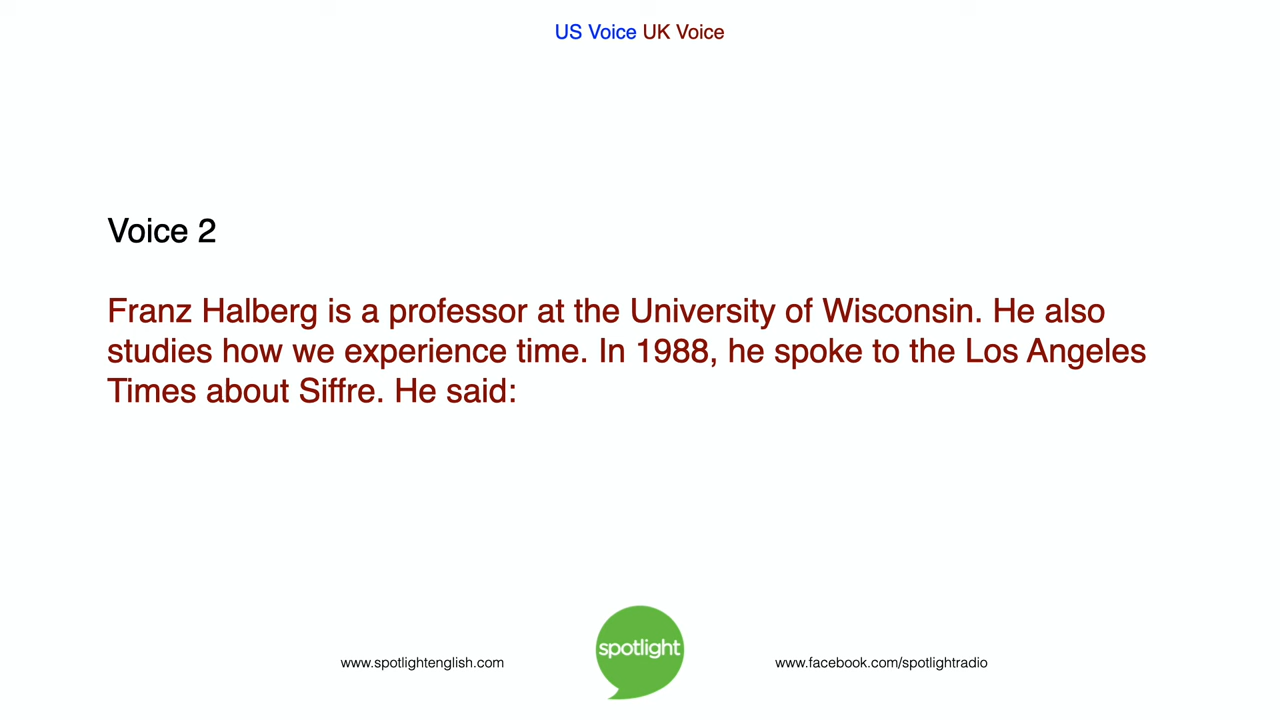 US Voice UK Voice
Voice 2
Franz Halberg is a professor at the University of Wisconsin. He also
studies how we experience time. In 1988, he spoke to the Los Angeles
Times about Siffre. He said:
spotlight
www.spotlightenglish.com
www.facebook.com/spotlightradio